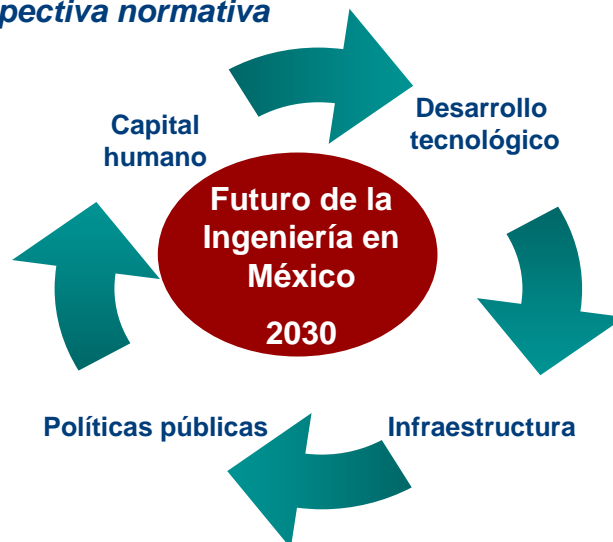 pectiva normativa
Capital
humano
Desarrollo
tecnológico
Futuro de la
Ingeniería en
México
2030
Políticas públicas
Infraestructura